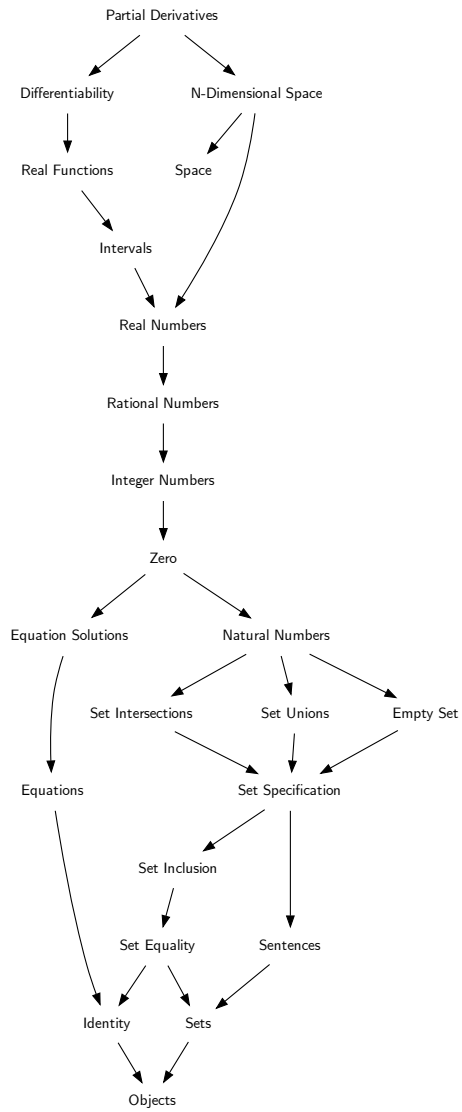 Partial Derivatives
Differentiability
N-Dimensional Space
Real Functions
Space
Intervals
Real Numbers
Rational Numbers
Integer Numbers
Zero
Equation Solutions
Natural Numbers
Set Intersections
Set Unions
Empty Set
Equations
Set Specification
Set Inclusion
Set Equality
Sentences
Identity
Sets
Objects